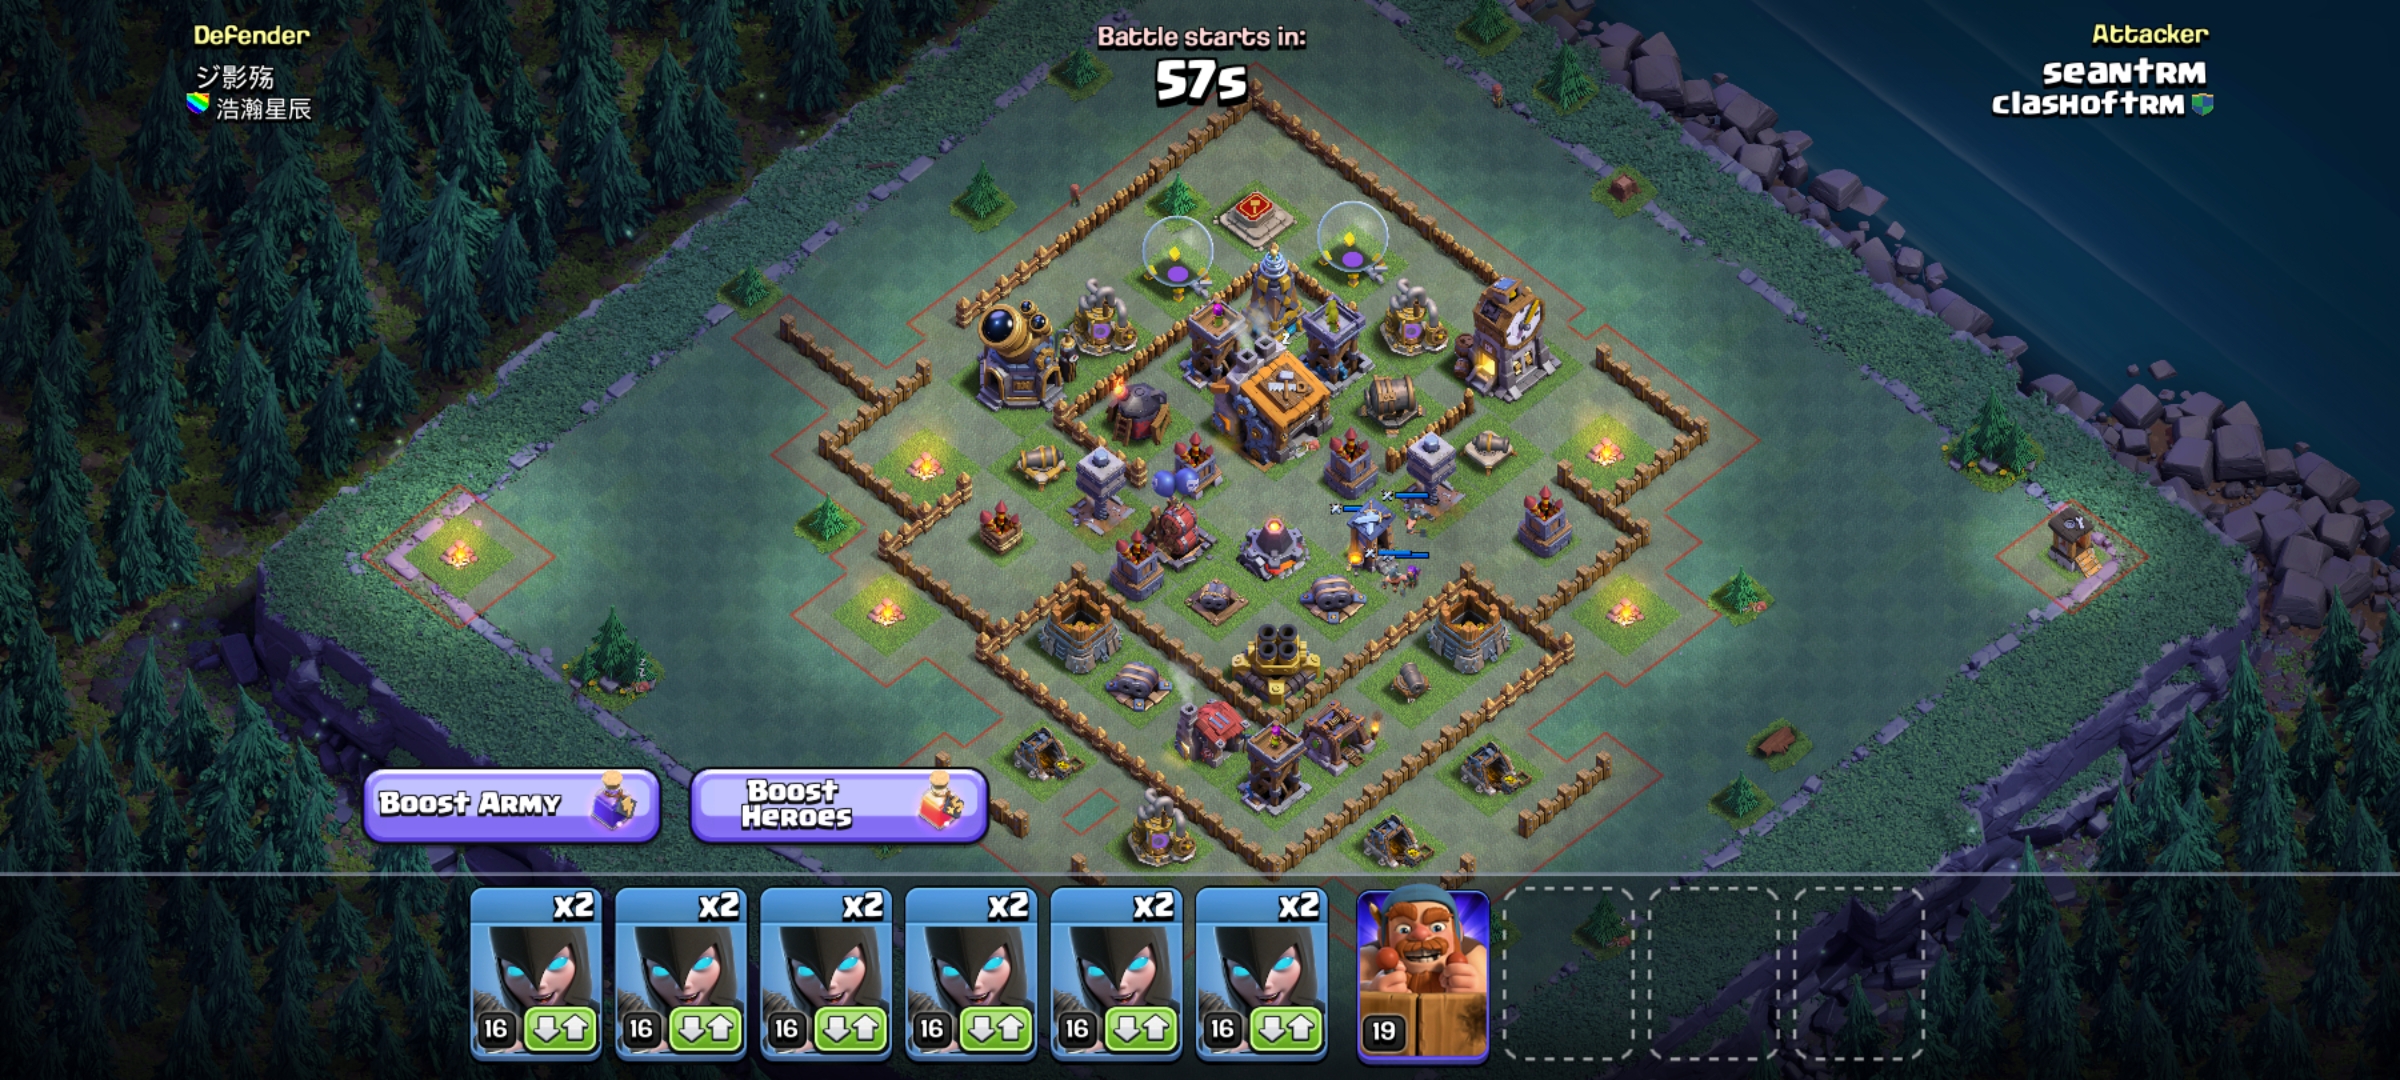 Defender
ジ影殇
浩瀚星辰
Battle starts in:
57s
Attacker
seantRM
clashoftRM
Boost Army
Boost
Heroes
x2
x2
x2
x2
x2
x2
16
16
16
16
16
16
19